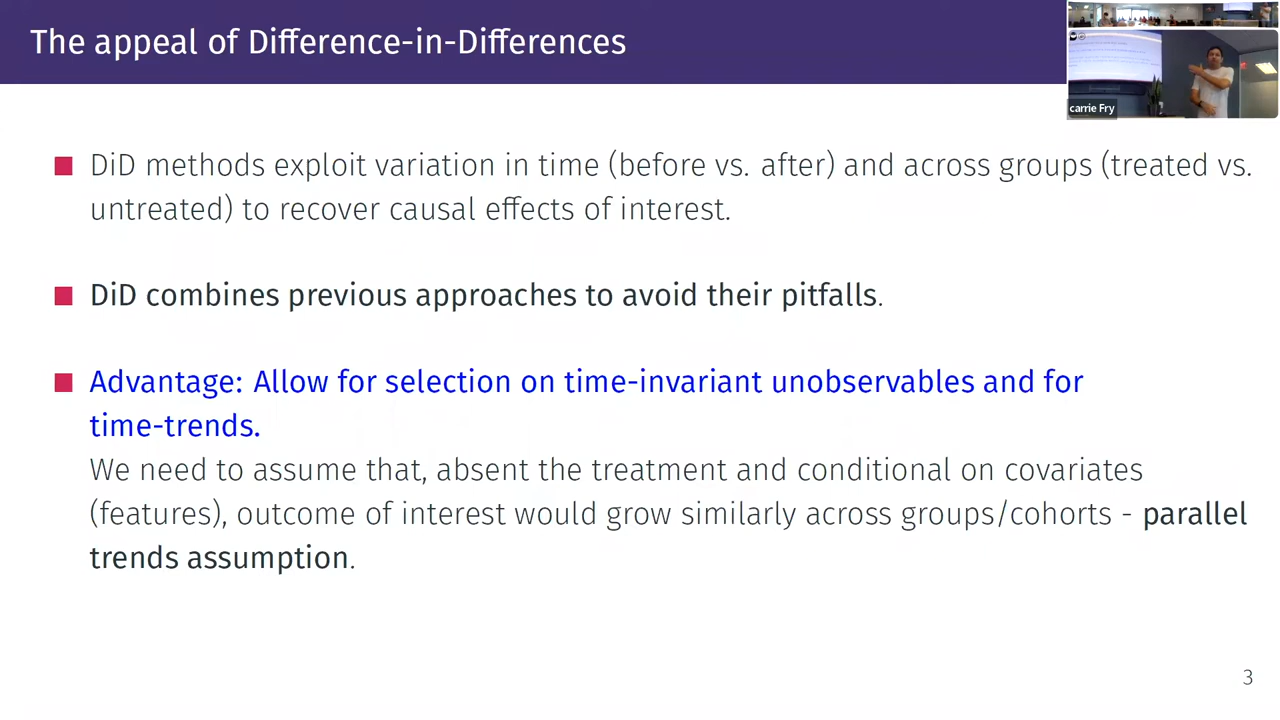 The appeal of Difference-in-Differences
carrie Fry
DiD methods exploit variation in time (before vs. after) and across groups (treated vs.
untreated) to recover causal effects of interest.
DiD combines previous approaches to avoid their pitfalls.
Advantage: Allow for selection on time-invariant unobservables and for
time-trends.
We need to assume that, absent the treatment and conditional on covariates
(features), outcome of interest would grow similarly across groups/cohorts - parallel
trends assumption.
3